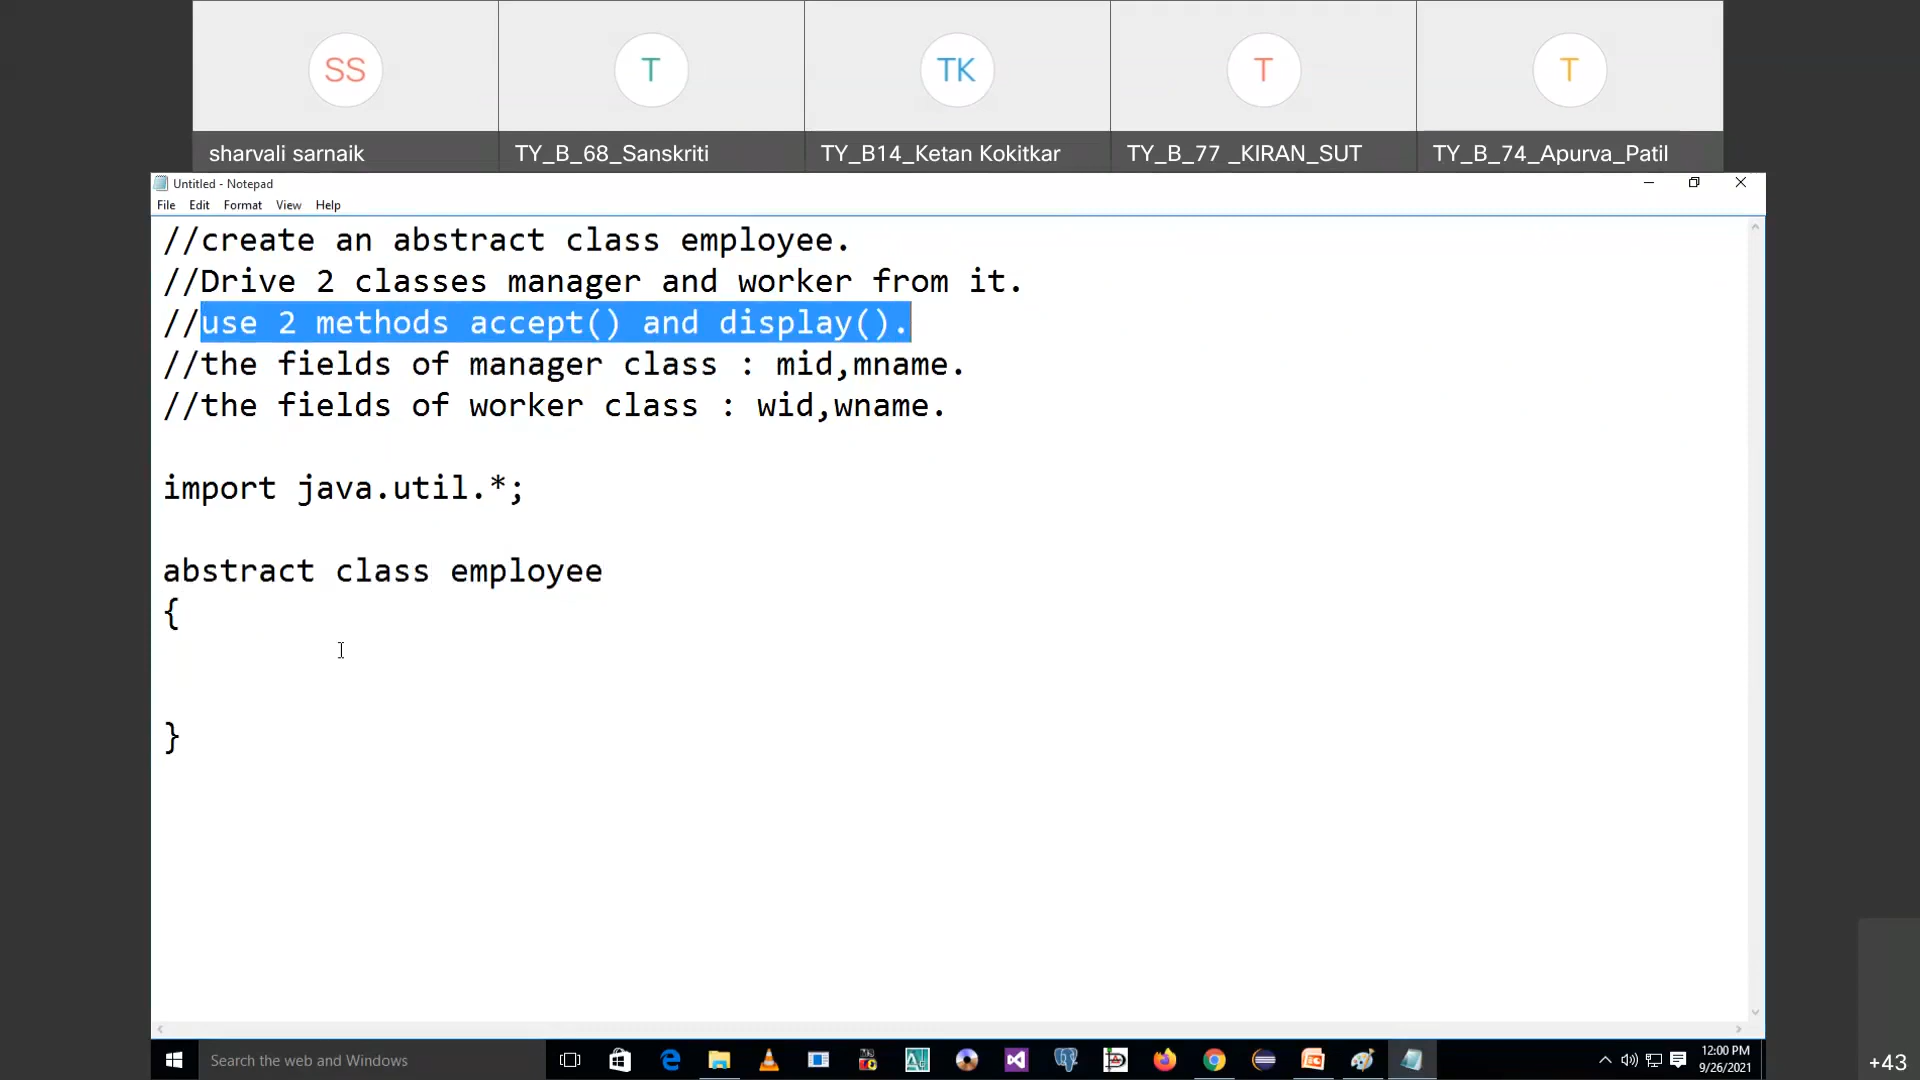 SS
T
TK
T
T
sharvali sarnaik
TY_B_68_Sanskriti
TY_B14_Ketan Kokitkar
TY_B_77 _KIRAN_SUT
TY_B_74_Apurva_Patil
Untitled - Notepad
File Edit Format View Help
//create an abstract class employee.
//Drive 2 classes manager and worker from it.
//use 2 methods accept() and display().
//the fields of manager class : mid,mname.
//the fields of worker class : wid,wname.
import java.util.*;
abstract class employee
{
}
Search the web and Windows
12:00 PM
9/26/2021
+43